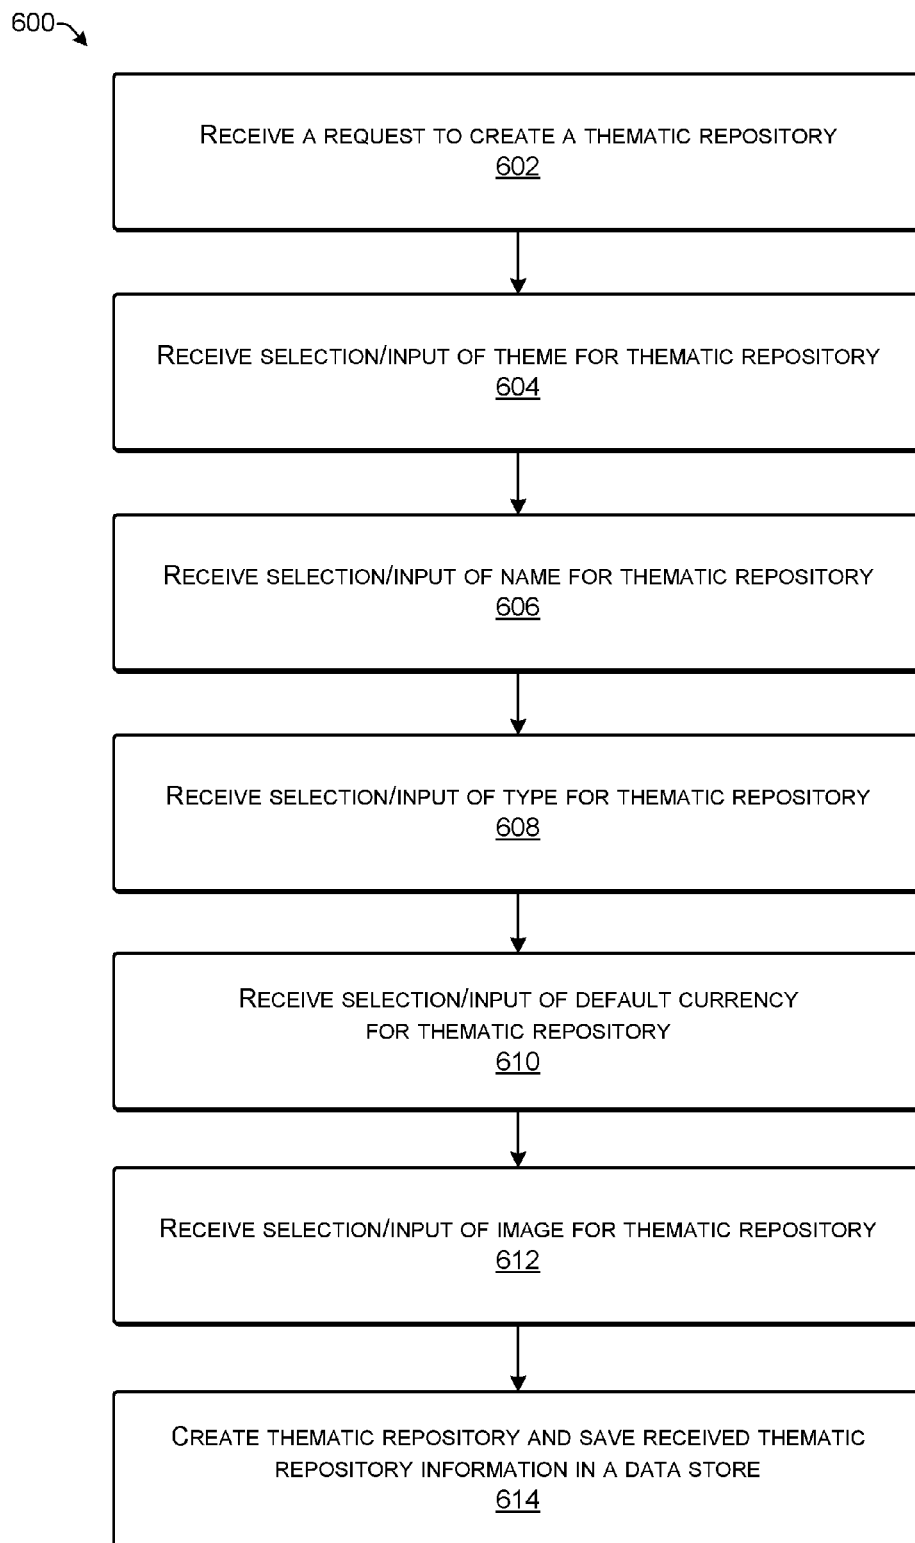 600
RECEIVE A REQUEST TO CREATE A THEMATIC REPOSITORY
602
RECEIVE SELECTION/INPUT OF THEME FOR THEMATIC REPOSITORY
604
RECEIVE SELECTION/INPUT OF NAME FOR THEMATIC REPOSITORY
606
RECEIVE SELECTION/INPUT OF TYPE FOR THEMATIC REPOSITORY
608
RECEIVE SELECTION/INPUT OF DEFAULT CURRENCY
FOR THEMATIC REPOSITORY
610
RECEIVE SELECTION/INPUT OF IMAGE FOR THEMATIC REPOSITORY
612
CREATE THEMATIC REPOSITORY AND SAVE RECEIVED THEMATIC
REPOSITORY INFORMATION IN A DATA STORE
614